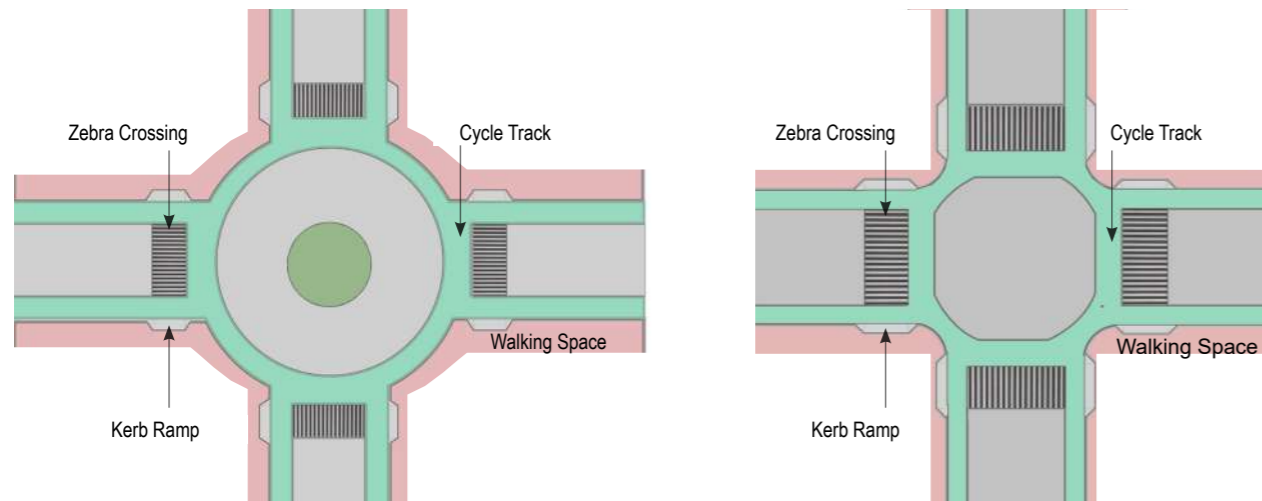 Zebra Crossing
Cycle Track
Walking Space
Kerb Ramp
Zebra Crossing
Cycle Track
Walking Space
Kerb Ramp